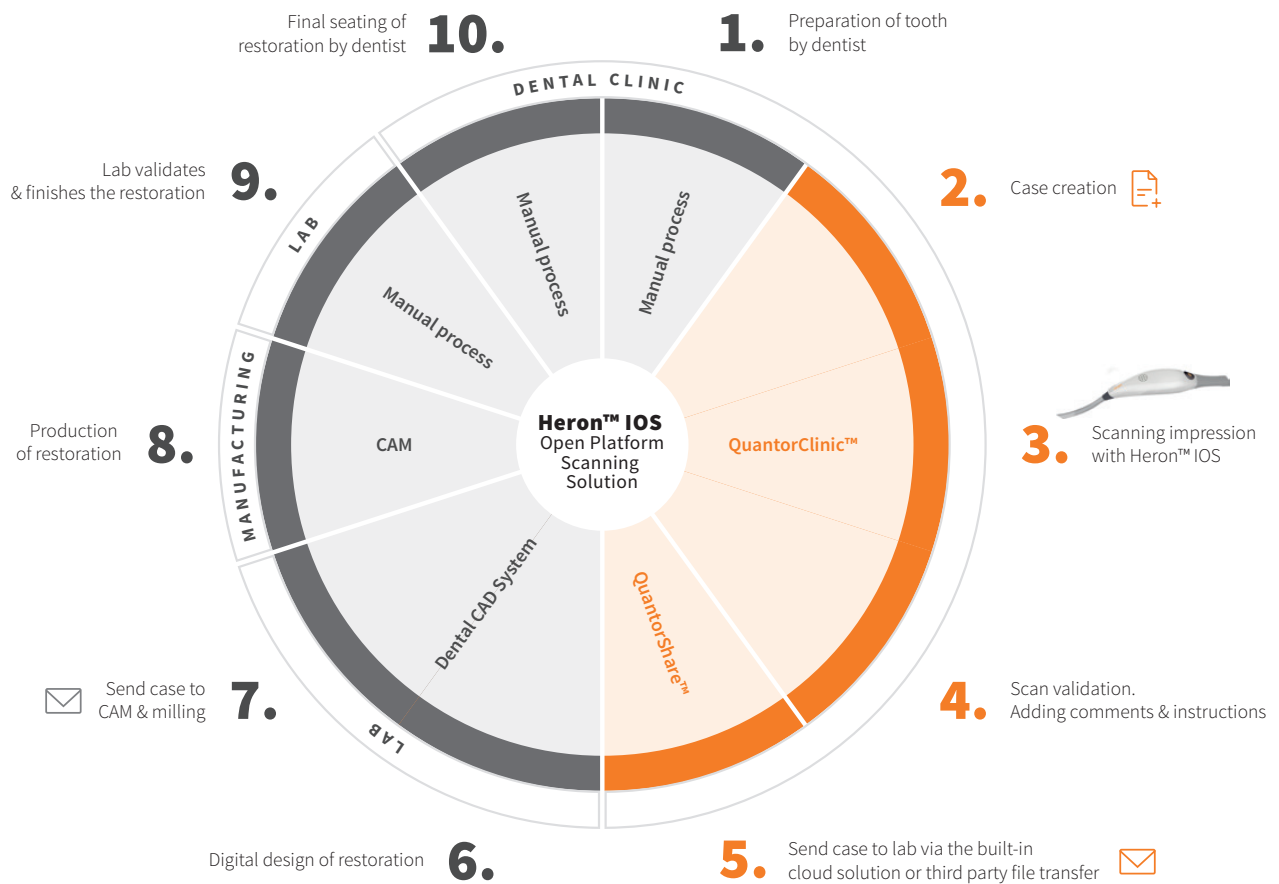 Final seating of
restoration by dentist
10.
1.
Preparation of tooth
by dentist
DENTAL CLINIC
Lab validates
& finishes the restoration
9.
2.
Case creation
LAB
Manual process
Manual process
Manual process
MANUFACTURING
Production
of restoration
8.
CAM
Heron™ IOS
Open Platform
Scanning
Solution
QuantorClinic™
3.
Scanning impression
with Heron™ IOS
Dental CAD System
QuantorShare™
Send case to
CAM & milling
7.
LAB
4.
Scan validation.
Adding comments & instructions
Digital design of restoration
6.
5.
Send case to lab via the built-in
cloud solution or third party file transfer